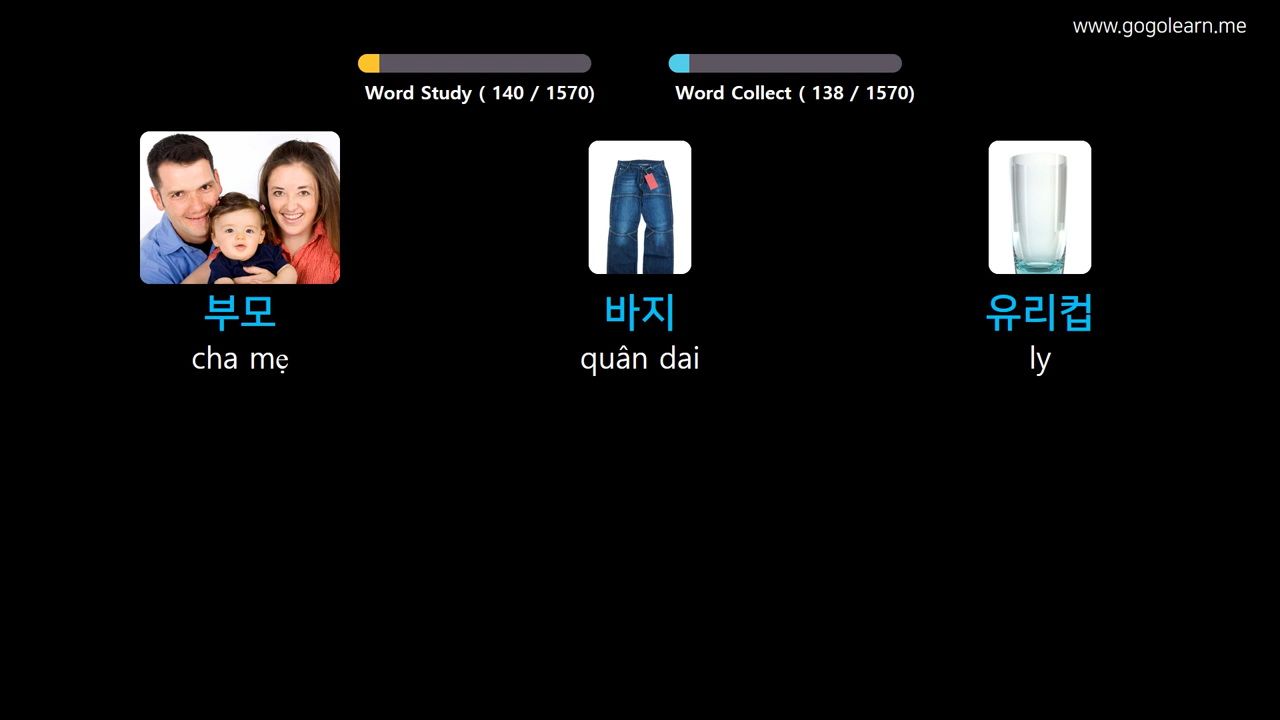 www.gogolearn.me
Word Study ( 140 / 1570)
Word Collect ( 138 / 1570)
부모
바지
유리컵
cha mẹ
quân dai
ly